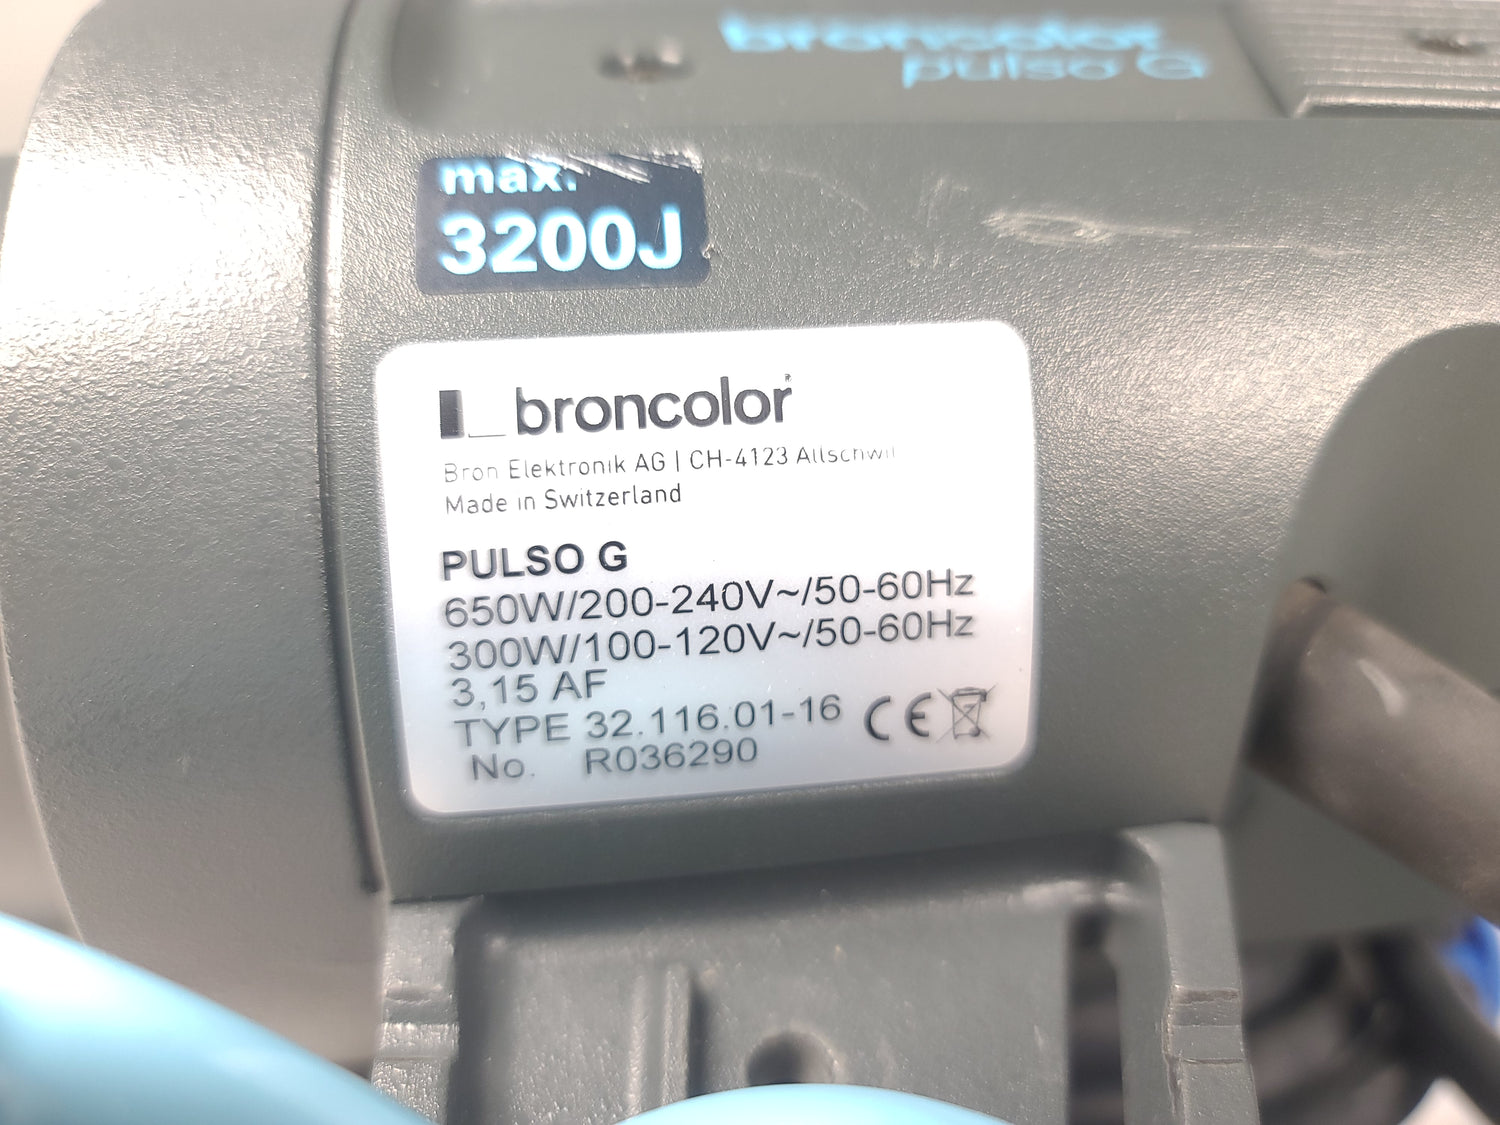 broncolor
pulso G
max.
3200J
broncolor
Bron Elektronik AG | CH-4123 Allschwil
Made in Switzerland
PULSO G
650W/200-240V~/50-60Hz
300W/100-120V~/50-60Hz
3,15 AF
TYPE 32.116.01-16 CE
No. R036290